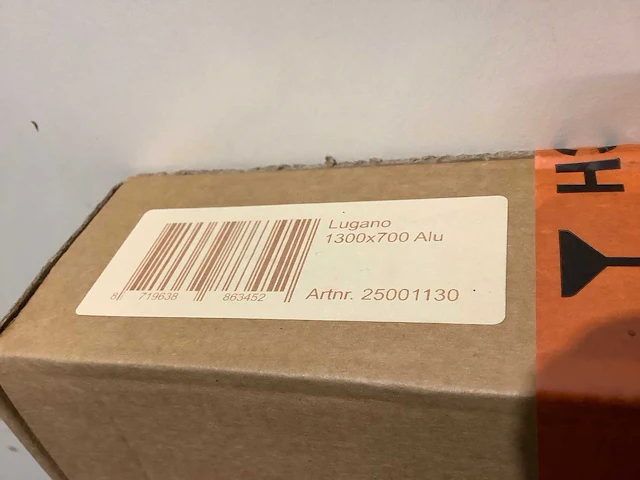 Lugano
1300x700 Alu
8 719638 863452
Artnr. 25001130